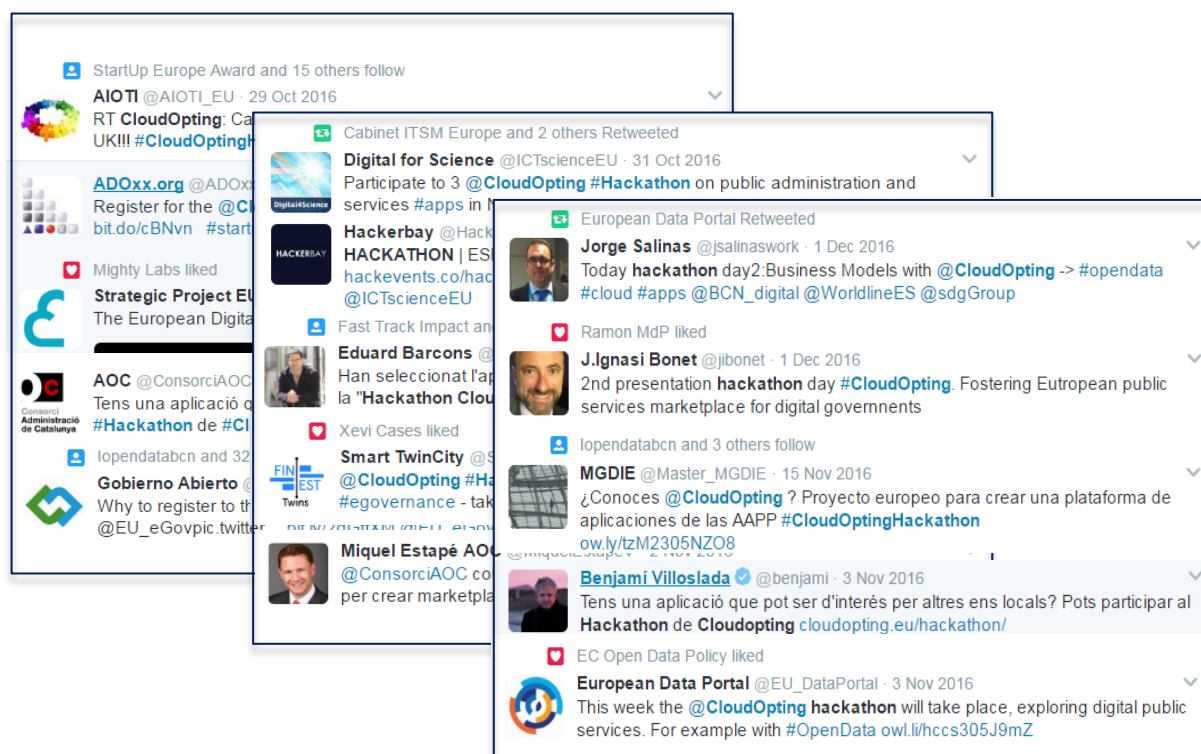 StartUp Europe Award and 15 others follow
AIOTI @AIOTI_EU · 29 Oct 2016
RT CloudOpting: Ca
UK!!! #CloudOptingH
ADOxx.org @ADOxx
Register for the @Cl
bit.do/cBNvn #start
Mighty Labs liked
Strategic Project EU
The European Digita
AOC @ConsorciAOC
Consorci
Administració
de Catalunya
Tens una aplicació q
#Hackathon de #Cl
lopendatabcn and 32
Gobierno Abierto @
Why to register to th
@EU_eGovpic.twitter
Cabinet ITSM Europe and 2 others Retweeted
Digital for Science @ICTscienceEU · 31 Oct 2016
Digital4Science
Participate to 3 @CloudOpting #Hackathon on public administration and
services #apps in
Hackerbay @Hack
HACKERBAY
HACKATHON | ESI
hackevents.co/hac
@ICTscienceEU
Fast Track Impact and
Eduard Barcons @
Han seleccionat l'ap
la "Hackathon Clou
Xevi Cases liked
Smart TwinCity @S
FINEST
Twins
@CloudOpting #Ha
#egovernance - tak
Miquel Estapé AOC
@ConsorciAOC co
per crear marketpla
European Data Portal Retweeted
Jorge Salinas @jsalinaswork · 1 Dec 2016
Today hackathon day2:Business Models with @CloudOpting -> #opendata
#cloud #apps @BCN_digital @WorldlineES @sdgGroup
Ramon MdP liked
J.Ignasi Bonet @jibonet · 1 Dec 2016
2nd presentation hackathon day #CloudOpting. Fostering Eutropean public
services marketplace for digital governents
lopendatabcn and 3 others follow
MGDIE @Master_MGDIE · 15 Nov 2016
¿Conoces @CloudOpting ? Proyecto europeo para crear una plataforma de
aplicaciones de las AAPP #CloudOptingHackathon
ow.ly/tzM2305NZO8
Benjamí Villoslada @benjami · 3 Nov 2016
Tens una aplicació que pot ser d'interés per altres ens locals? Pots participar al
Hackathon de Cloudopting cloudopting.eu/hackathon/
EC Open Data Policy liked
European Data Portal @EU_DataPortal · 3 Nov 2016
This week the @CloudOpting hackathon will take place, exploring digital public
services. For example with #OpenData owl.li/hccs305J9mZ